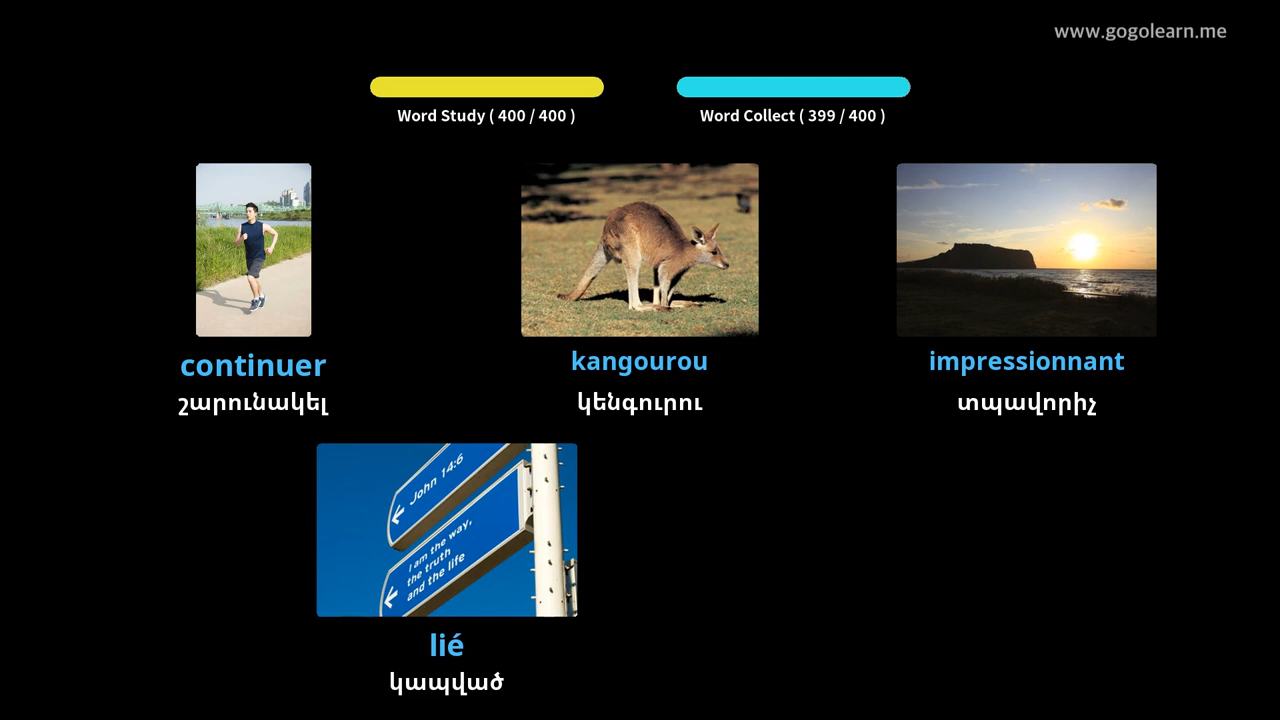 www.gogolearn.me
Word Study ( 400 / 400 )
Word Collect ( 399 / 400 )
continuer
շարունակել
kangourou
կենգուրու
impressionnant
տպավորիչ
John 14:6
I am the way,
the truth
and the life
lié
կապված